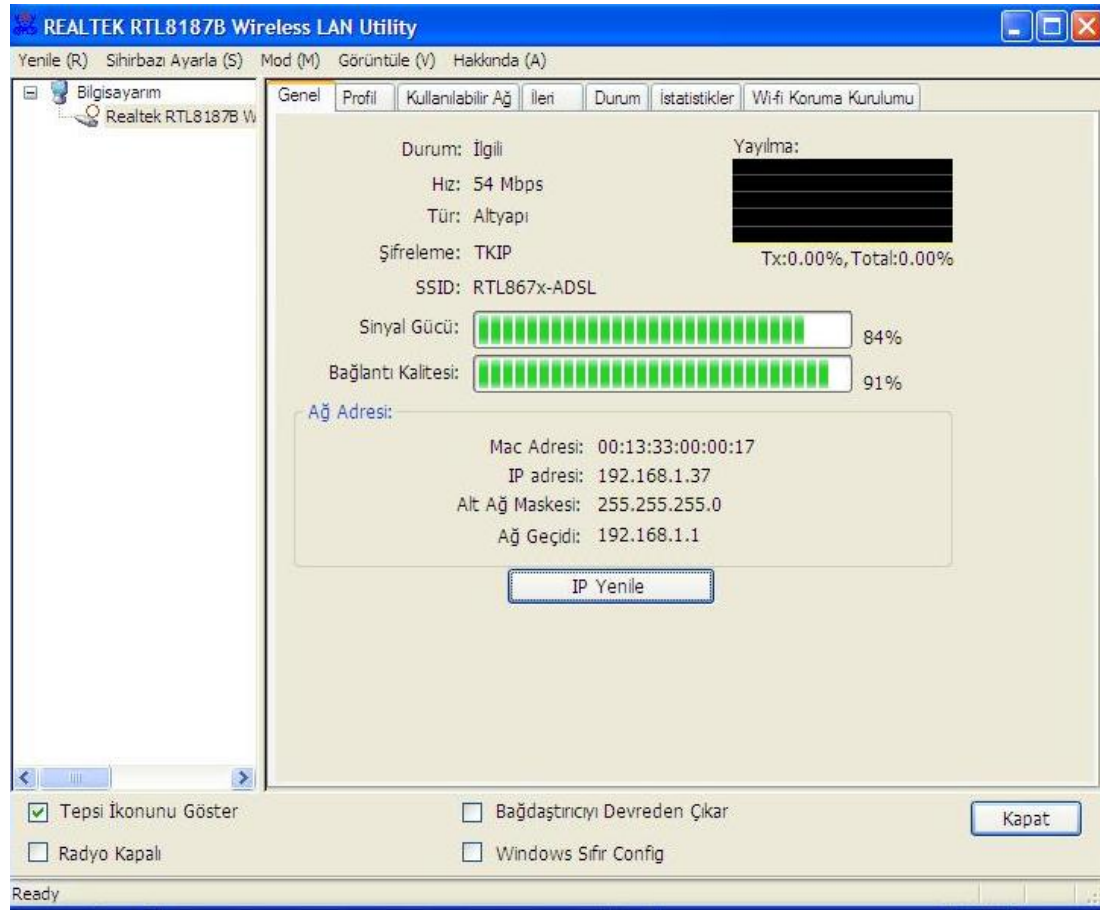 REALTEK RTL8187B Wireless LAN Utility
Yenile (R) Sihirbazı Ayarla (S) Mod (M) Görüntüle (V) Hakkında (A)
Bilgisayarım
Realtek RTL8187B W
Genel Profil Kullanılabilir Ağ İleri Durum İstatistikler Wi-fi Koruma Kurulumu
Durum: İlgili
Hız: 54 Mbps
Tür: Altyapı
Şifreleme: TKIP
SSID: RTL867x-ADSL
Yayılma:
Tx:0.00%, Total:0.00%
Sinyal Gücü: 84%
Bağlantı Kalitesi: 91%
Ağ Adresi:
Mac Adresi: 00:13:33:00:00:17
IP adresi: 192.168.1.37
Alt Ağ Maskesi: 255.255.255.0
Ağ Geçidi: 192.168.1.1
IP Yenile
Tepsi İkonunu Göster
Radyo Kapalı
Bağdaştırıcıyı Devreden Çıkar
Windows Sıfır Config
Kapat
Ready